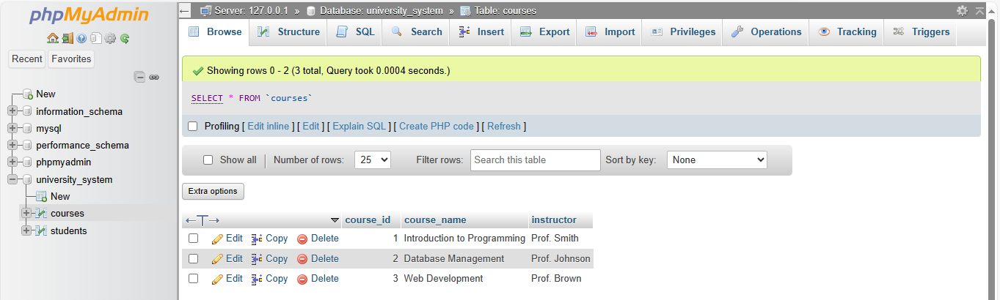 phpMyAdmin
Recent Favorites
New
information_schema
mysql
performance_schema
phpmyadmin
university_system
New
courses
students
Server: 127.0.0.1 » Database: university_system » Table: courses
Browse Structure SQL Search Insert Export Import Privileges Operations Tracking Triggers
Showing rows 0 - 2 (3 total, Query took 0.0004 seconds.)
SELECT * FROM `courses`
Profiling [ Edit inline ] [ Edit ] [ Explain SQL ] [ Create PHP code ] [ Refresh ]
Show all Number of rows: 25 Filter rows: Search this table Sort by key: None
Extra options
course_id course_name instructor
Edit Copy Delete 1 Introduction to Programming Prof. Smith
Edit Copy Delete 2 Database Management Prof. Johnson
Edit Copy Delete 3 Web Development Prof. Brown